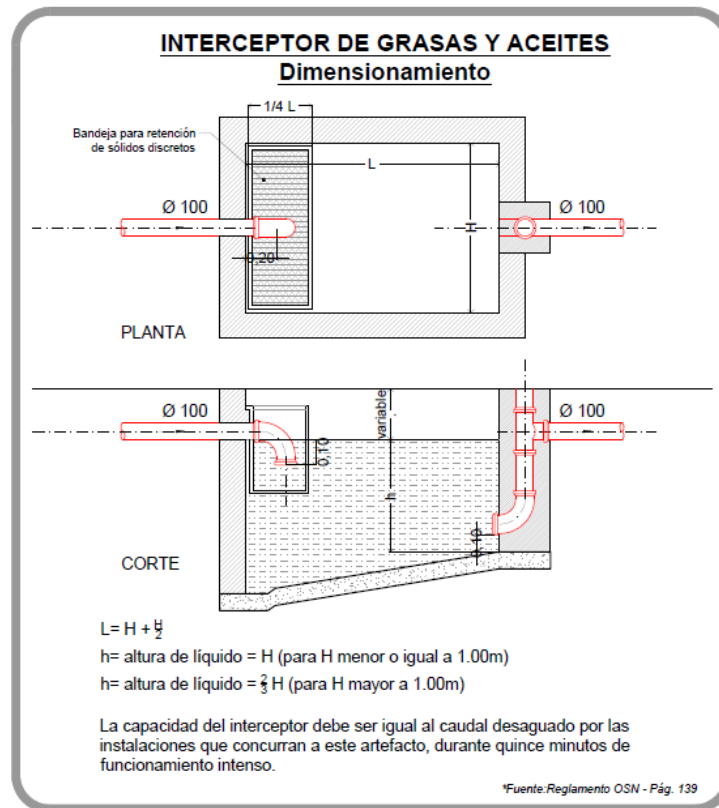 INTERCEPTOR DE GRASAS Y ACEITES
Dimensionamiento
1/4 L
Bandeja para retención
de sólidos discretos
L
Ø 100
Ø 100
H
0,20
PLANTA
Ø 100
variable
Ø 100
0,10
h
0,10
CORTE
L= H + H/2
h= altura de líquido = H (para H menor o igual a 1.00m)
h= altura de líquido = 2/3 H (para H mayor a 1.00m)
La capacidad del interceptor debe ser igual al caudal desaguado por las
instalaciones que concurran a este artefacto, durante quince minutos de
funcionamiento intenso.
*Fuente:Reglamento OSN - Pág. 139